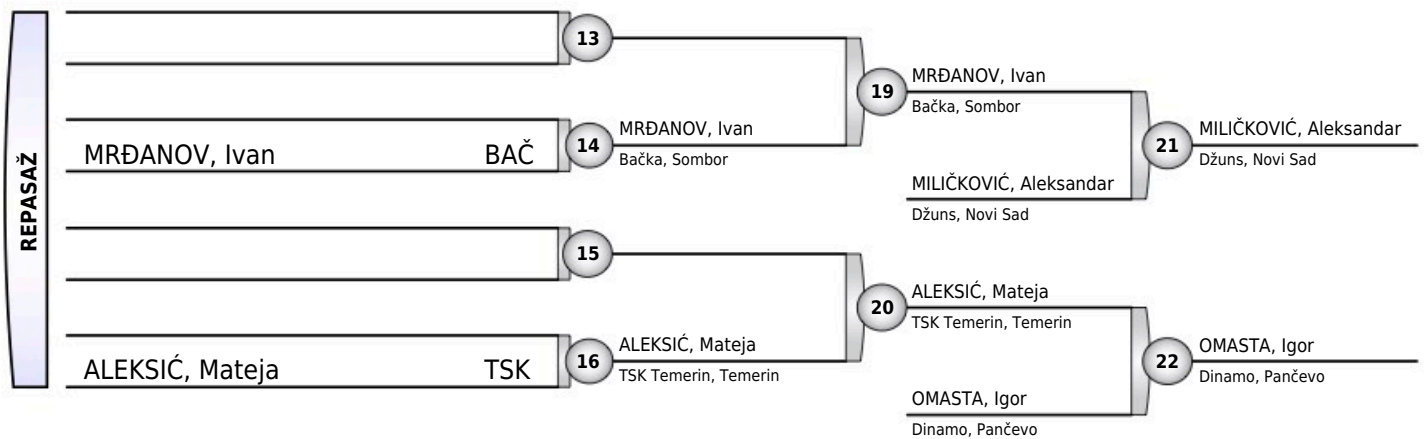 REPASAŽ
13
MRĐANOV, Ivan BAČ
14
MRĐANOV, Ivan
Bačka, Sombor
15
ALEKSIĆ, Mateja TSK
16
ALEKSIĆ, Mateja
TSK Temerin, Temerin
19
MRĐANOV, Ivan
Bačka, Sombor
MILIČKOVIĆ, Aleksandar
Džuns, Novi Sad
20
ALEKSIĆ, Mateja
TSK Temerin, Temerin
OMASTA, Igor
Dinamo, Pančevo
21
MILIČKOVIĆ, Aleksandar
Džuns, Novi Sad
22
OMASTA, Igor
Dinamo, Pančevo